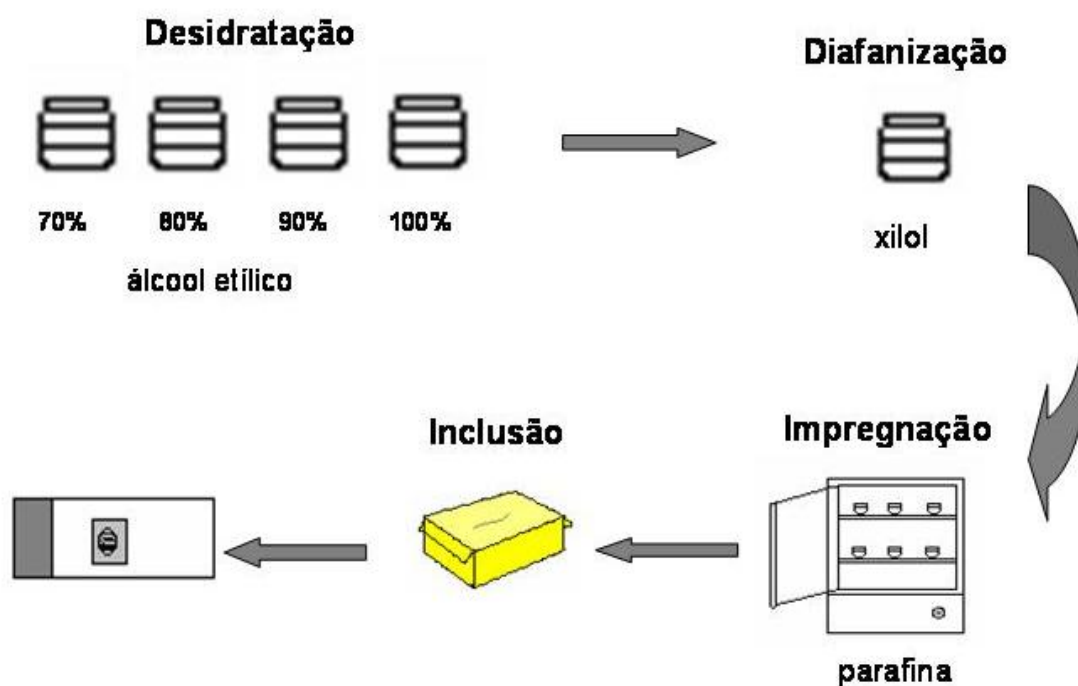 Desidratação
Diafanização
70% 80% 90% 100%
álcool etílico
xilol
Inclusão
Impregnação
parafina